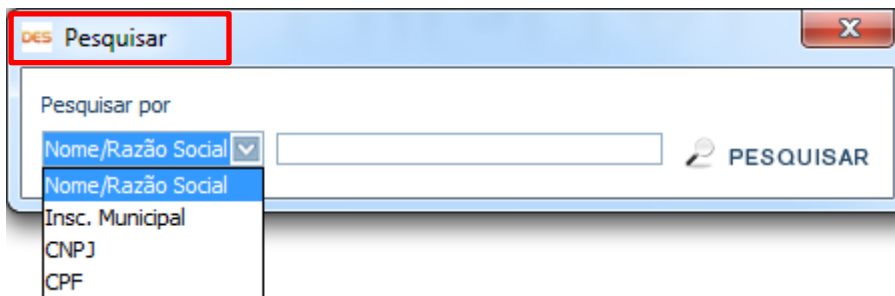 DES Pesquisar
Pesquisar por
Nome/Razão Social PESQUISAR
Nome/Razão Social
Insc. Municipal
CNPJ
CPF